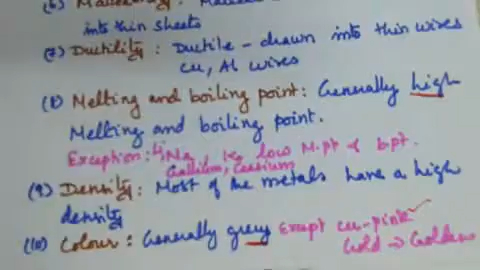 (6) Malleability:
into thin sheets
(7) Ductility: Ductile - drawn into thin wires
cu, Al wires
(8) Melting and boiling point: Generally high
Melting and boiling point.
Exception: Na, K → low M.pt & b.pt.
Gallium, Caesium
(9) Density: Most of the metals have a high
density
(10) Colour: Generally grey except cu-pink
Gold → Golden